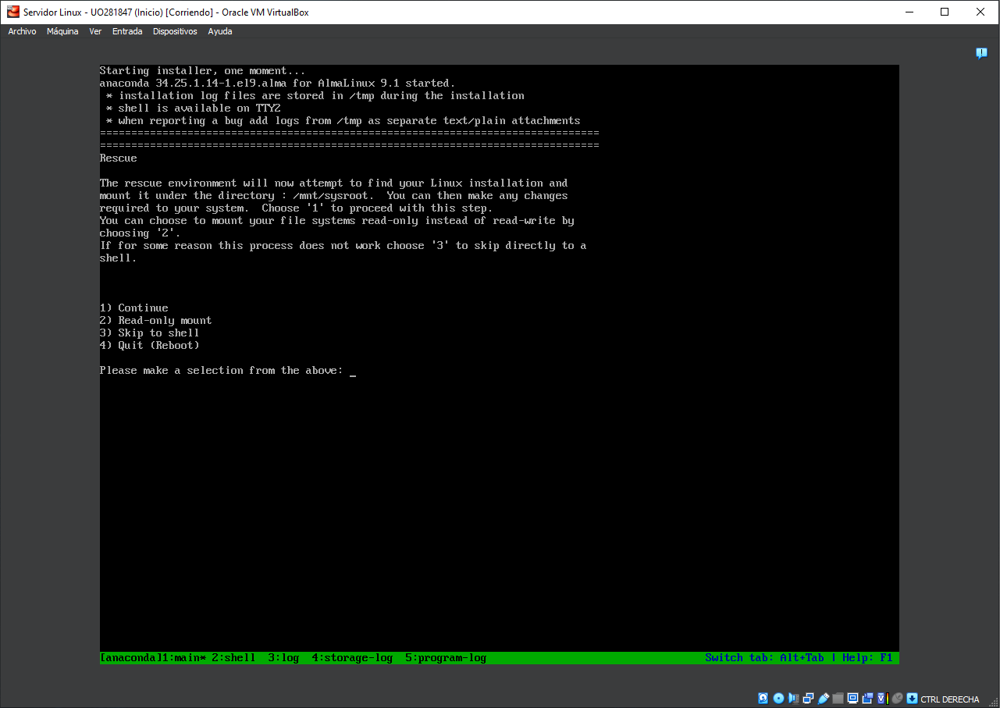 Servidor Linux - UO281847 (Inicio) [Corriendo] - Oracle VM VirtualBox
Archivo Máquina Ver Entrada Dispositivos Ayuda
Starting installer, one moment...
anaconda 34.25.1.14-1.el9.alma for AlmaLinux 9.1 started.
 * installation log files are stored in /tmp during the installation
 * shell is available on TTY2
 * when reporting a bug add logs from /tmp as separate text/plain attachments
================================================================================
================================================================================
Rescue
The rescue environment will now attempt to find your Linux installation and
mount it under the directory : /mnt/sysroot.  You can then make any changes
required to your system.  Choose '1' to proceed with this step.
You can choose to mount your file systems read-only instead of read-write by
choosing '2'.
If for some reason this process does not work choose '3' to skip directly to a
shell.
1) Continue
2) Read-only mount
3) Skip to shell
4) Quit (Reboot)
Please make a selection from the above: _
[anaconda]1:main* 2:shell  3:log  4:storage-log  5:program-log Switch tab: Alt+Tab | Help: F1
CTRL DERECHA